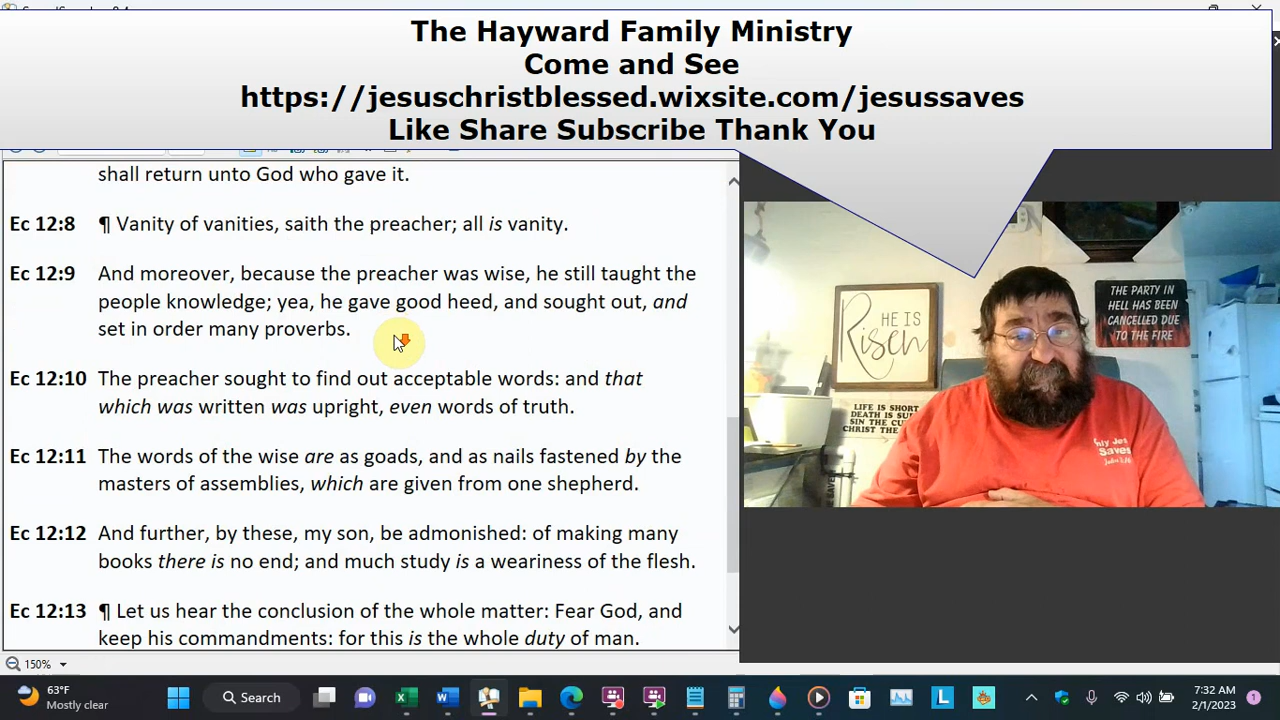 The Hayward Family Ministry
Come and See
https://jesuschristblessed.wixsite.com/jesussaves
Like Share Subscribe Thank You
shall return unto God who gave it.
Ec 12:8 ¶ Vanity of vanities, saith the preacher; all is vanity.
Ec 12:9 And moreover, because the preacher was wise, he still taught the
people knowledge; yea, he gave good heed, and sought out, and
set in order many proverbs.
Ec 12:10 The preacher sought to find out acceptable words: and that
which was written was upright, even words of truth.
Ec 12:11 The words of the wise are as goads, and as nails fastened by the
masters of assemblies, which are given from one shepherd.
Ec 12:12 And further, by these, my son, be admonished: of making many
books there is no end; and much study is a weariness of the flesh.
Ec 12:13 ¶ Let us hear the conclusion of the whole matter: Fear God, and
keep his commandments: for this is the whole duty of man.
150%
HE IS
Risen
THE PARTY IN
HELL HAS BEEN
CANCELLED DUE
TO THE FIRE
LIFE IS SHORT
DEATH IS
SIN THE
CHRIST THE
Saves
63°F
Mostly clear
Search
7:32 AM
2/1/2023
1